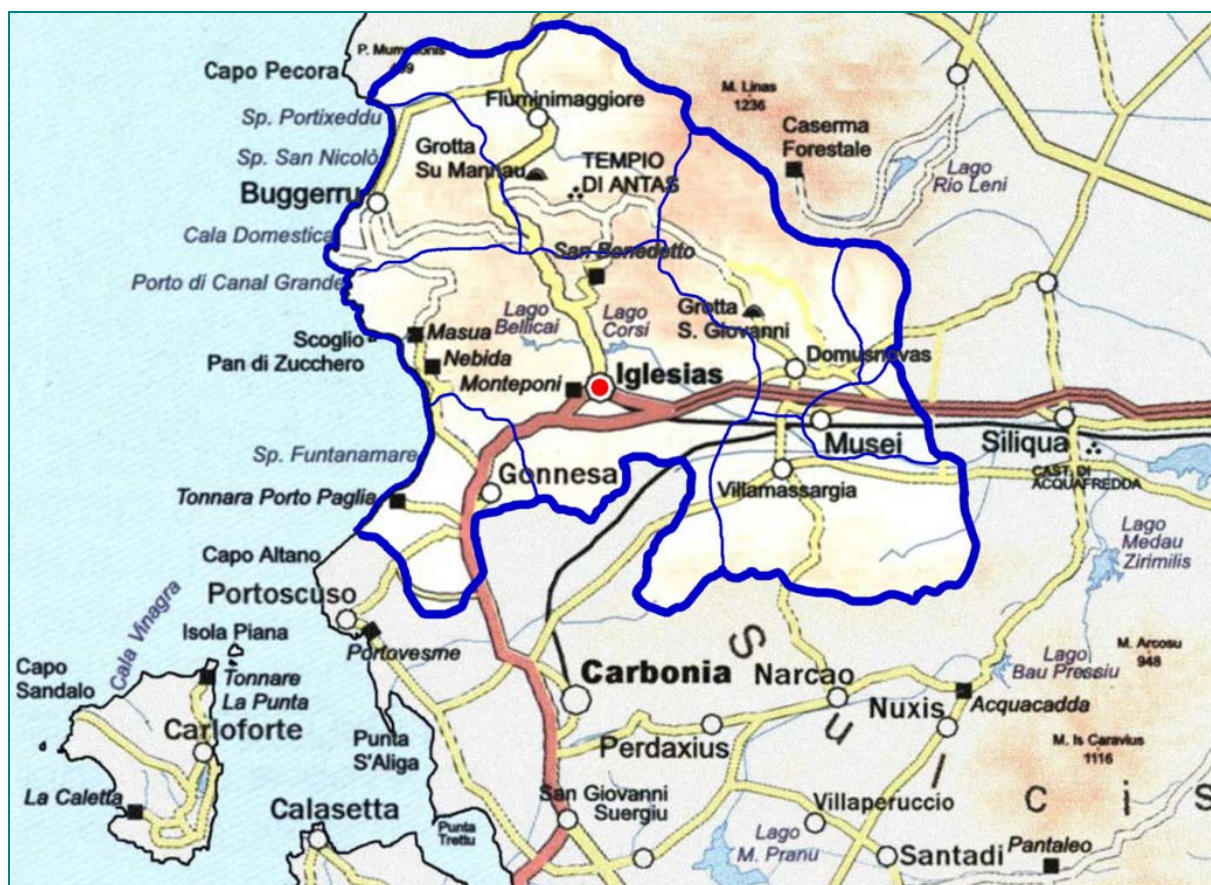 P. Mummonis
Capo Pecora
M. Linas
1236
Sp. Portixeddu
Fluminimaggiore
Caserma
Forestale
Sp. San Nicolò
Grotta
Su Mannau
TEMPIO
DI ANTAS
Lago
Rio Leni
Buggerru
Cala Domestica
San Benedetto
Porto di Canal Grande
Lago
Bellicai
Lago
Corsi
Grotta
S. Giovanni
Scoglio
Pan di Zucchero
Masua
Nebida
Domusnovas
Monteponi
Iglesias
Musei
Siliqua
Sp. Funtanamare
Gonnesa
CAST. DI
ACQUAFREDDA
Tonnara Porto Paglia
Villamassargia
Lago
Medau
Zirimilis
Capo Altano
Portoscuso
Cala Vinagra
Isola Piana
Portovesme
Capo
Sandalo
Tonnare
La Punta
Carbonia
Narcao
Lago
Bau Pressiu
M. Arcosu
948
Acquacadda
Nuxis
Carloforte
Punta
S'Aliga
Perdaxius
M. Is Caravius
1116
Sulcis
La Caletta
Calasetta
San Giovanni
Suergiu
Villaperuccio
Punta
Trettu
Lago
M. Pranu
Santadi
Pantaleo